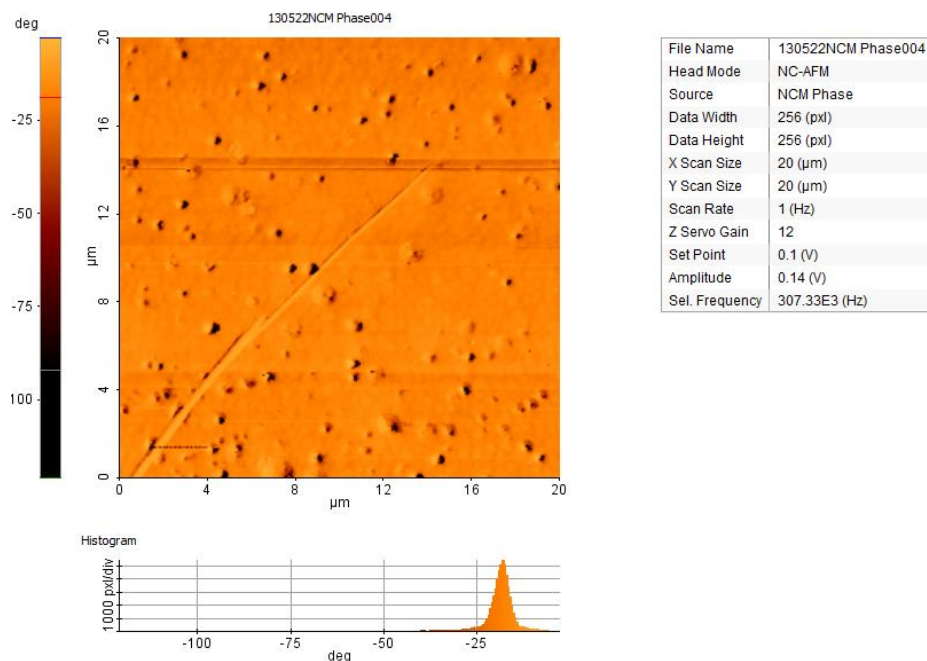 130522NCM Phase004
deg
-25
-50
-75
100
20
16
12
8
4
0
µm
0 4 8 12 16 20
µm
File Name 130522NCM Phase004
Head Mode NC-AFM
Source NCM Phase
Data Width 256 (pxl)
Data Height 256 (pxl)
X Scan Size 20 (µm)
Y Scan Size 20 (µm)
Scan Rate 1 (Hz)
Z Servo Gain 12
Set Point 0.1 (V)
Amplitude 0.14 (V)
Sel. Frequency 307.33E3 (Hz)
Histogram
1000 pxl/div
-100 -75 -50 -25
deg